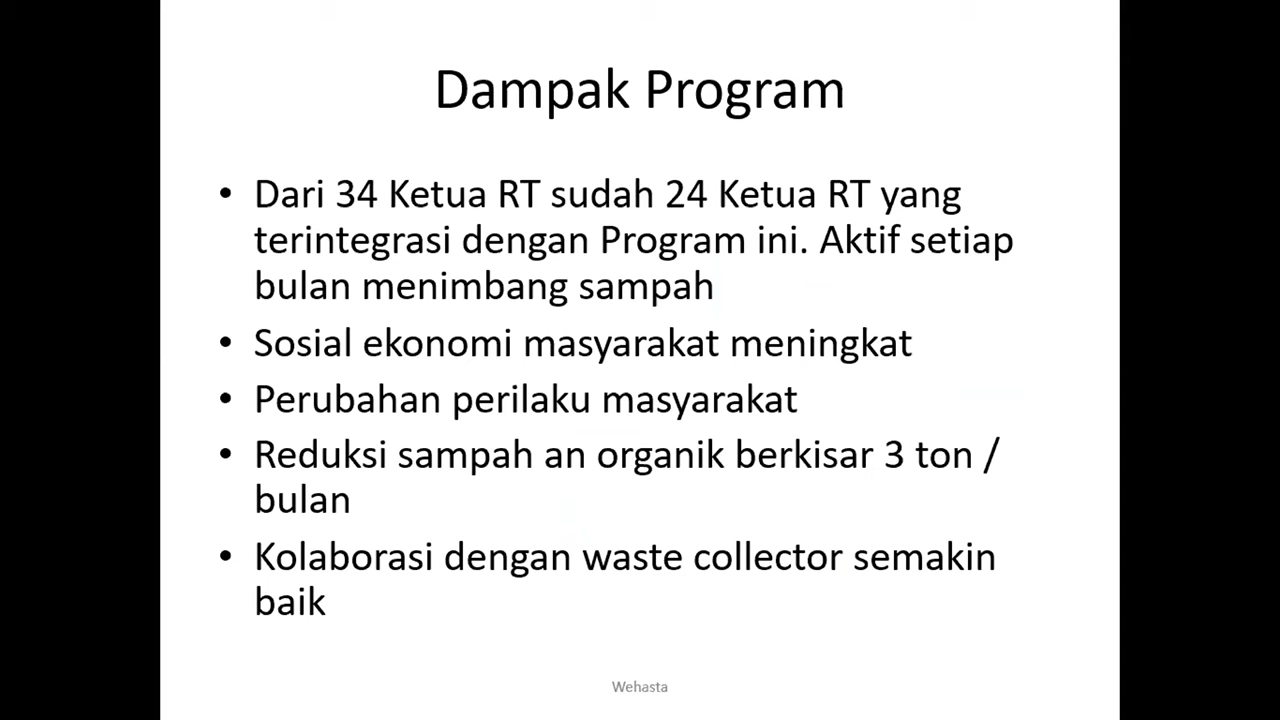 Dampak Program
• Dari 34 Ketua RT sudah 24 Ketua RT yang
terintegrasi dengan Program ini. Aktif setiap
bulan menimbang sampah
• Sosial ekonomi masyarakat meningkat
• Perubahan perilaku masyarakat
• Reduksi sampah an organik berkisar 3 ton /
bulan
• Kolaborasi dengan waste collector semakin
baik
Wehasta